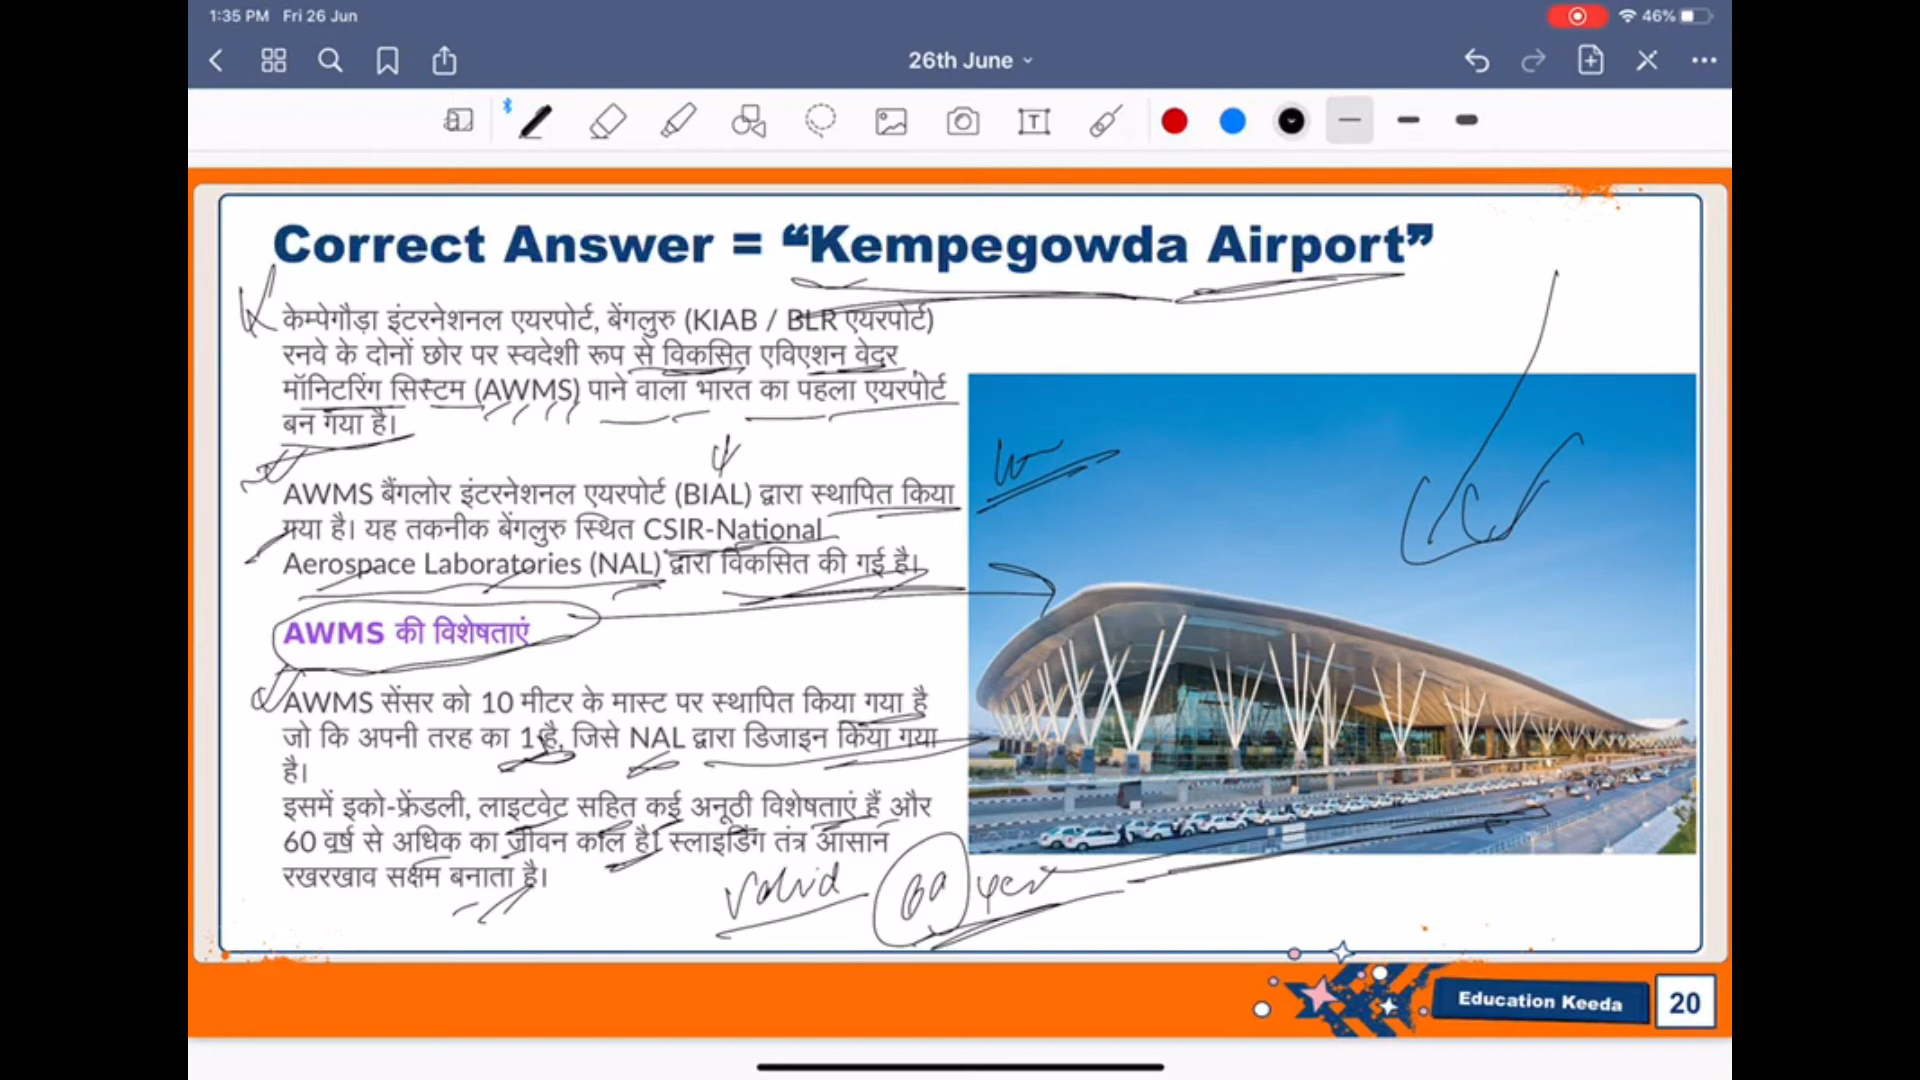 1:35 PM Fri 26 Jun
46%
26th June
T
Correct Answer = “Kempegowda Airport”
केम्पेगौड़ा इंटरनेशनल एयरपोर्ट, बेंगलुरु (KIAB / BLR एयरपोर्ट)
रनवे के दोनों छोर पर स्वदेशी रूप से विकसित एविएशन वेदर
मॉनिटरिंग सिस्टम (AWMS) पाने वाला भारत का पहला एयरपोर्ट
बन गया है।
AWMS बैंगलोर इंटरनेशनल एयरपोर्ट (BIAL) द्वारा स्थापित किया
गया है। यह तकनीक बेंगलुरु स्थित CSIR-National
Aerospace Laboratories (NAL) द्वारा विकसित की गई है।
AWMS की विशेषताएं
AWMS सेंसर को 10 मीटर के मास्ट पर स्थापित किया गया है
जो कि अपनी तरह का 1 है, जिसे NAL द्वारा डिजाइन किया गया
है।
इसमें इको-फ्रेंडली, लाइटवेट सहित कई अनूठी विशेषताएं हैं और
60 वर्ष से अधिक का जीवन काल है। स्लाइडिंग तंत्र आसान
रखरखाव सक्षम बनाता है।
valid 60 year
Education Keeda
20